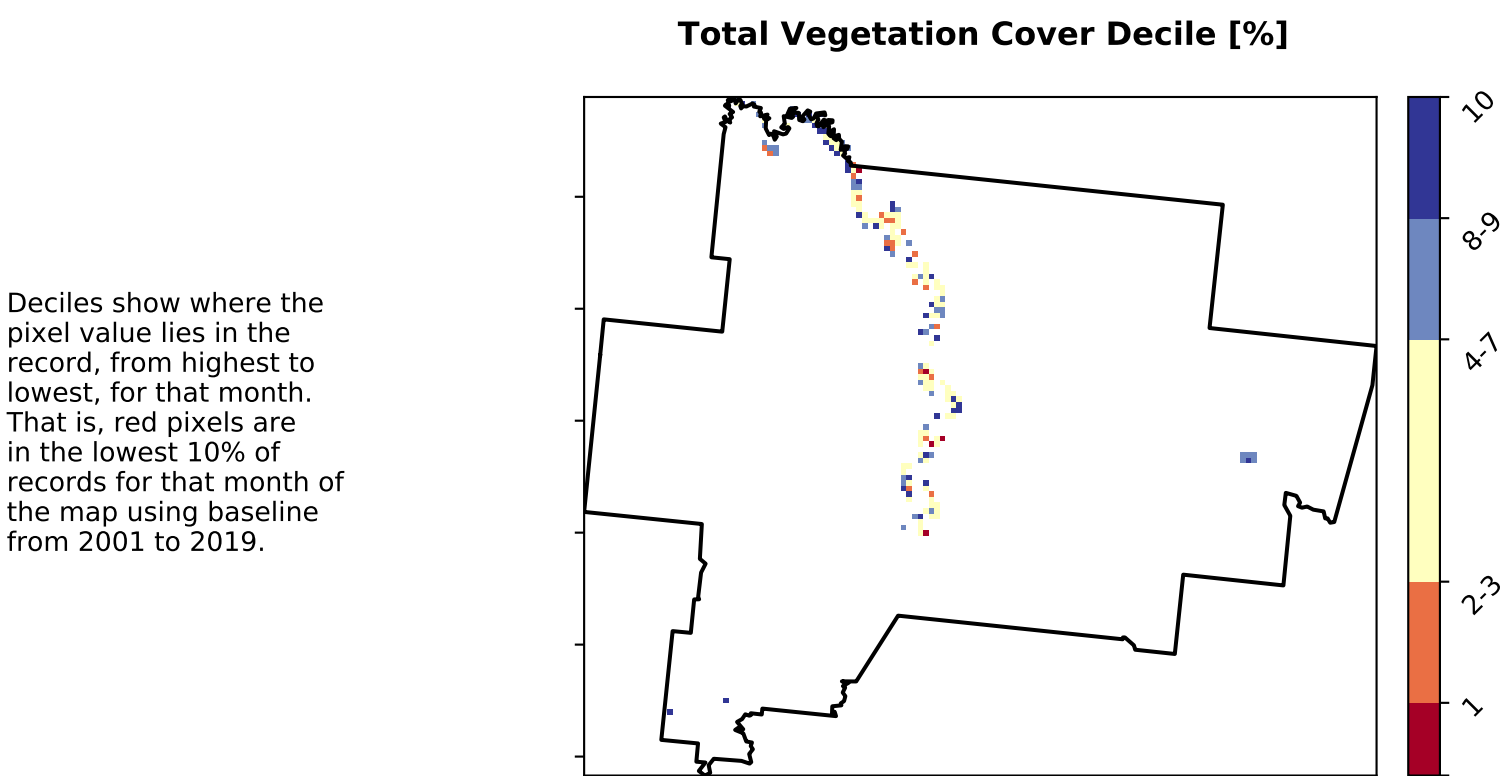 Total Vegetation Cover Decile [%]
Deciles show where the
pixel value lies in the
record, from highest to
lowest, for that month.
That is, red pixels are
in the lowest 10% of
records for that month of
the map using baseline
from 2001 to 2019.
10
8-9
4-7
2-3
1